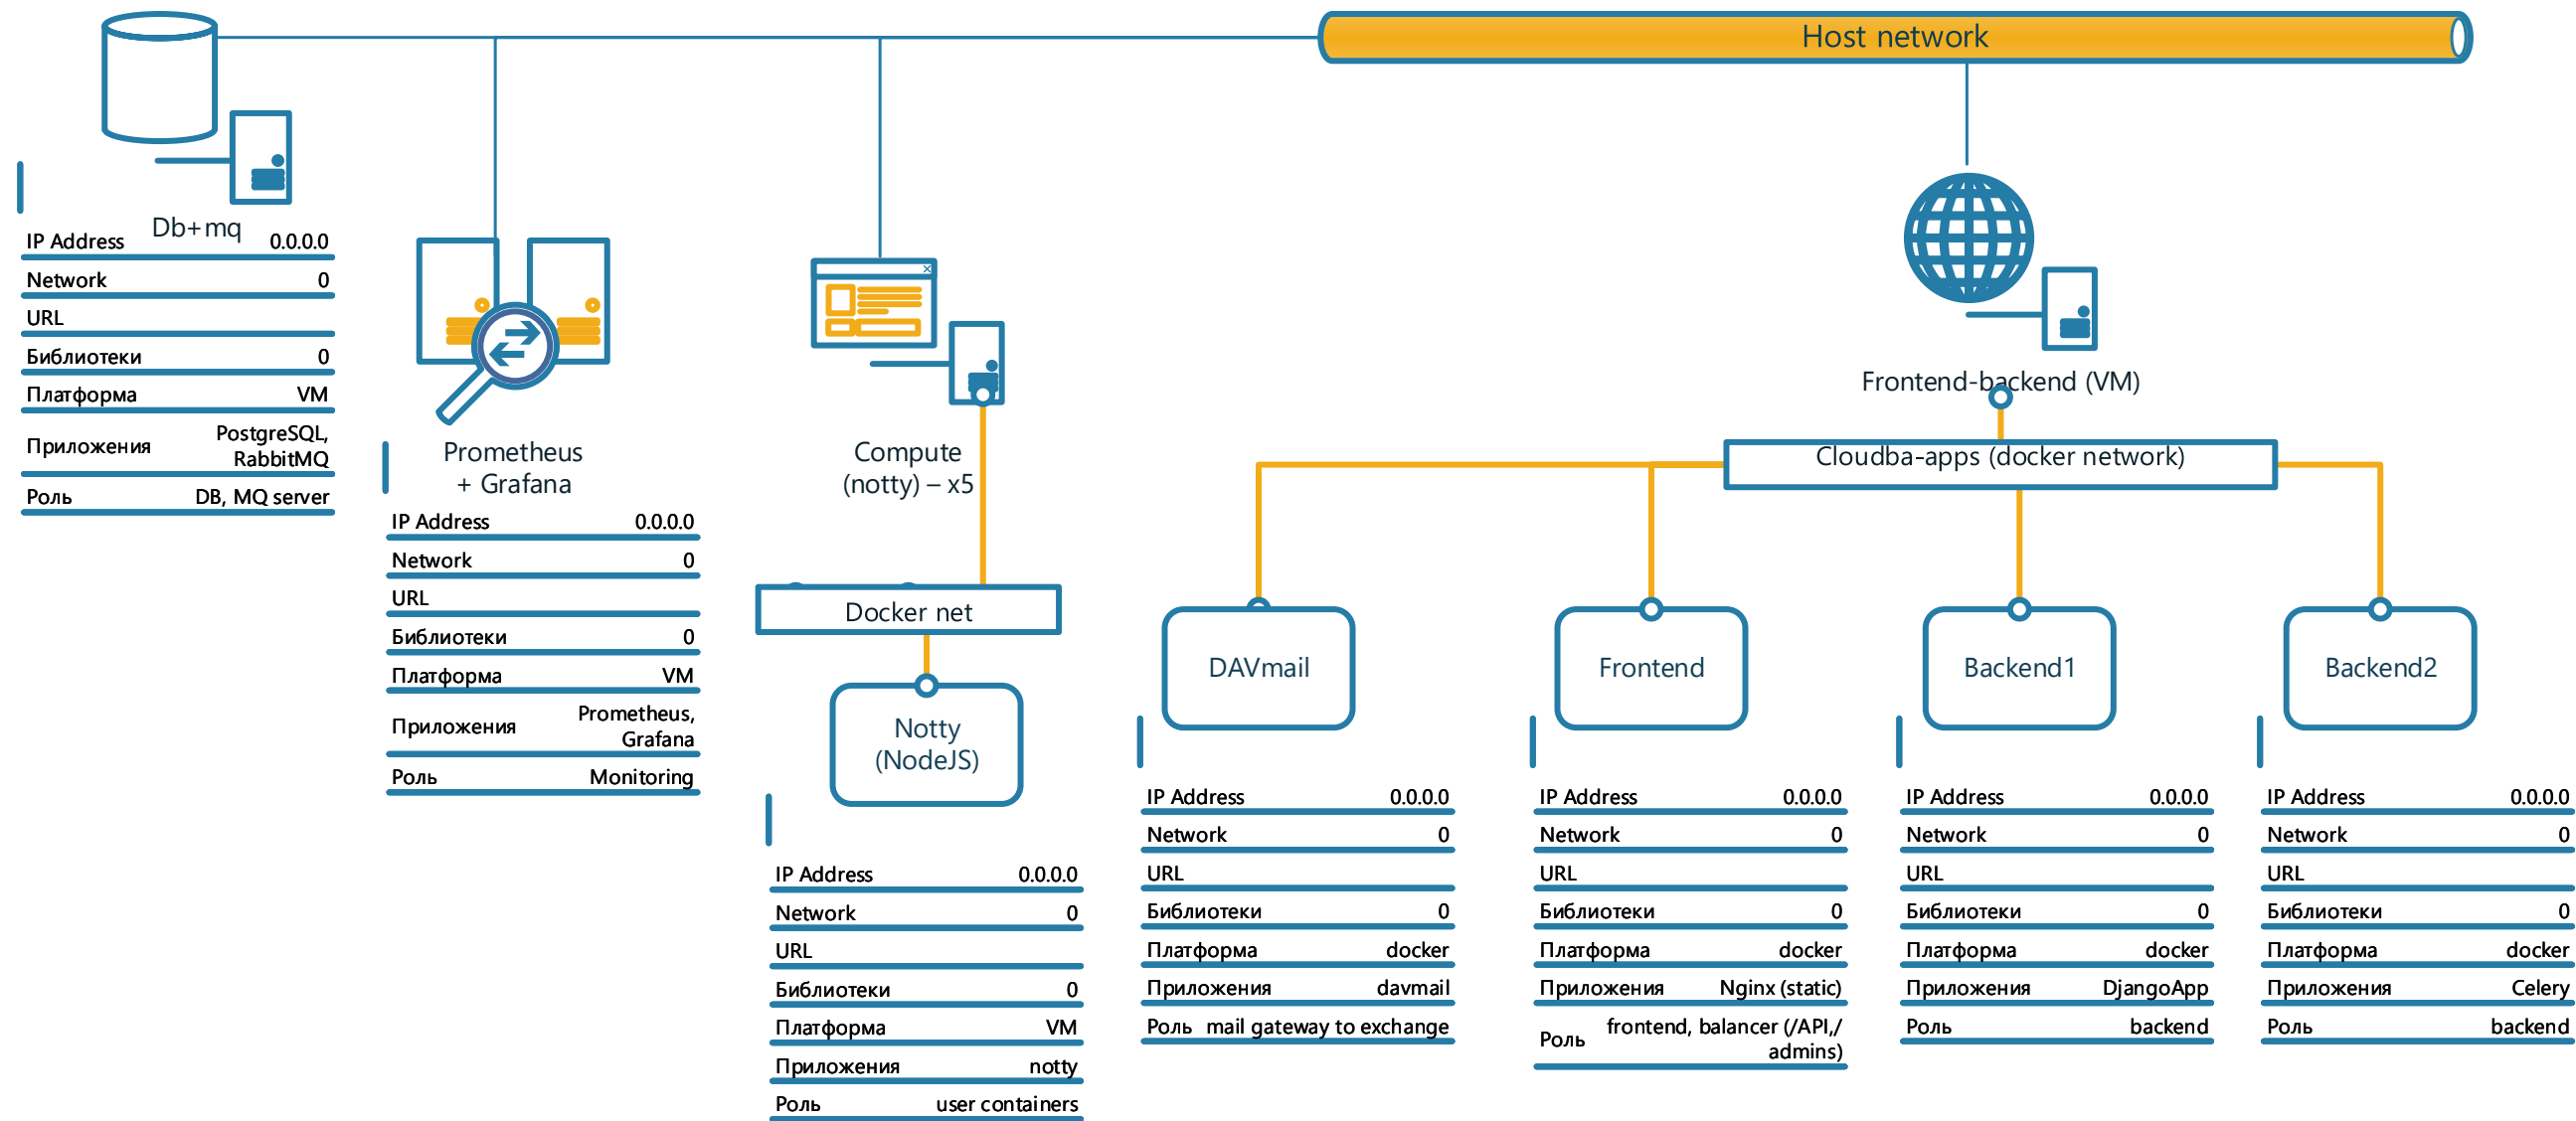 Host network
Db+mq
IP Address 0.0.0.0
Network 0
URL
Библиотеки 0
Платформа VM
Приложения PostgreSQL,
RabbitMQ
Роль DB, MQ server
Prometheus
+ Grafana
IP Address 0.0.0.0
Network 0
URL
Библиотеки 0
Платформа VM
Приложения Prometheus,
Grafana
Роль Monitoring
Compute
(notty) – x5
Docker net
Notty
(NodeJS)
IP Address 0.0.0.0
Network 0
URL
Библиотеки 0
Платформа VM
Приложения notty
Роль user containers
Frontend-backend (VM)
Cloudba-apps (docker network)
DAVmail
IP Address 0.0.0.0
Network 0
URL
Библиотеки 0
Платформа docker
Приложения davmail
Роль mail gateway to exchange
Frontend
IP Address 0.0.0.0
Network 0
URL
Библиотеки 0
Платформа docker
Приложения Nginx (static)
Роль frontend, balancer (/API,/
admins)
Backend1
IP Address 0.0.0.0
Network 0
URL
Библиотеки 0
Платформа docker
Приложения DjangoApp
Роль backend
Backend2
IP Address 0.0.0.0
Network 0
URL
Библиотеки 0
Платформа docker
Приложения Celery
Роль backend